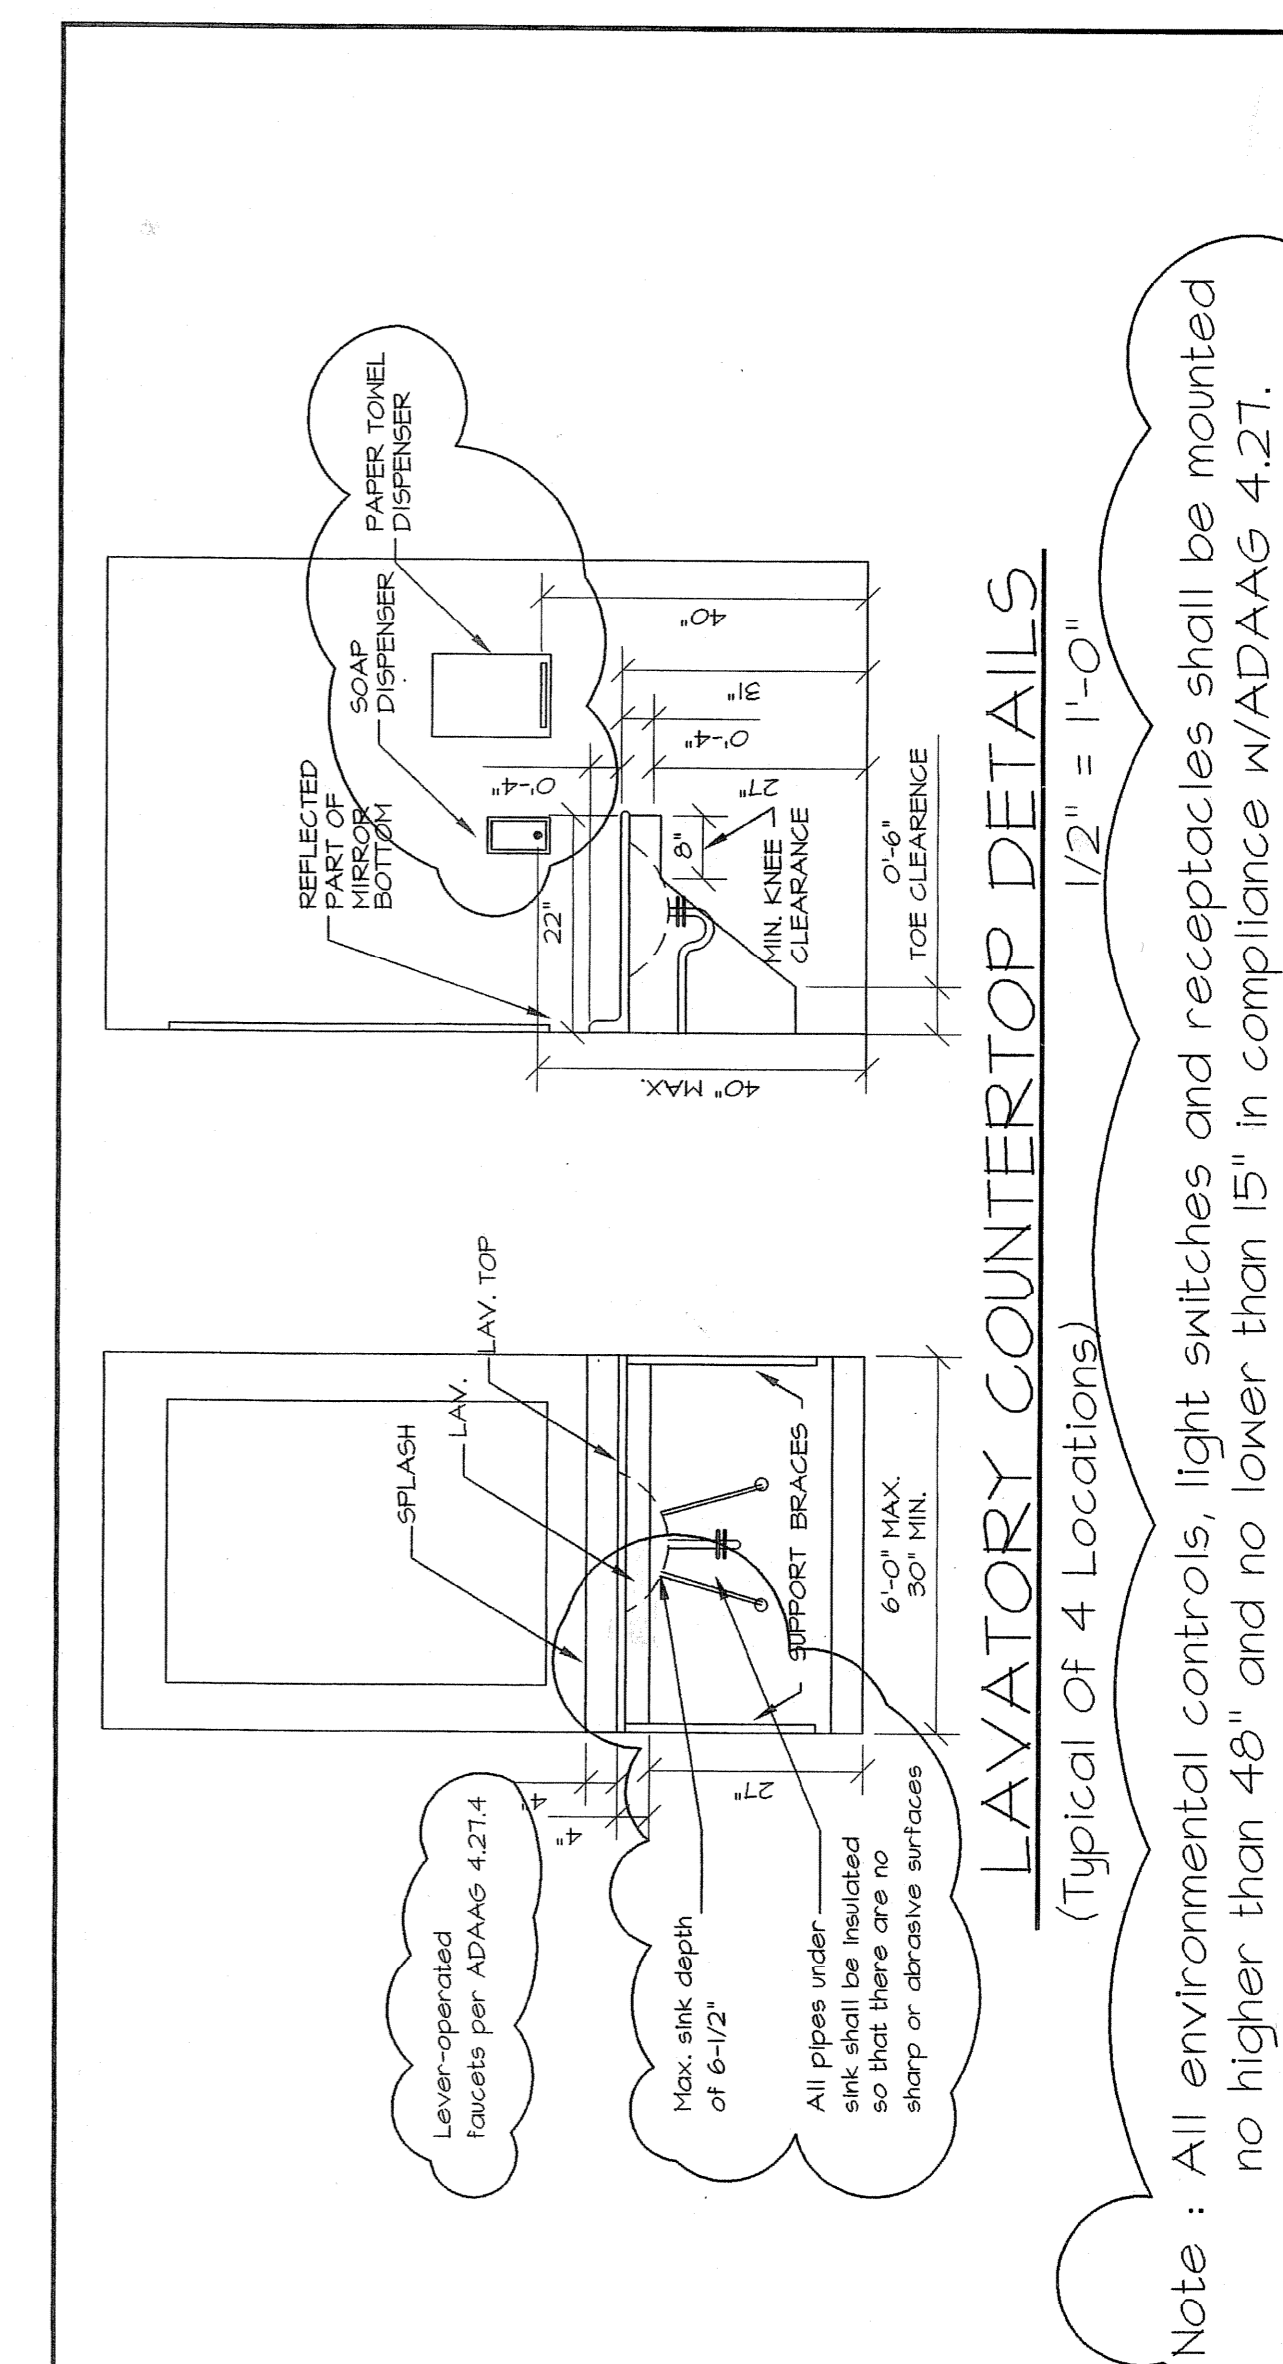 Lever-operated
faucets per ADAAG 4.27.4
Max. sink depth
of 6-1/2"
All pipes under
sink shall be insulated
so that there are no
sharp or abrasive surfaces
4"
4"
27"
SPLASH
LAV.
LAV. TOP
SUPPORT BRACES
6'-0" MAX.
30" MIN.
REFLECTED
PART OF
MIRROR
BOTTOM
SOAP
DISPENSER
PAPER TOWEL
DISPENSER
40" MAX.
22"
0'-4"
0'-4"
31"
40"
27"
8"
MIN. KNEE
CLEARANCE
0'-6"
TOE CLEARENCE
LAVATORY COUNTERTOP DETAILS
(Typical of 4 Locations)
1/2" = 1'-0"
Note : All environmental controls, light switches and receptacles shall be mounted
no higher than 48" and no lower than 15" in compliance w/ADAAG 4.27.